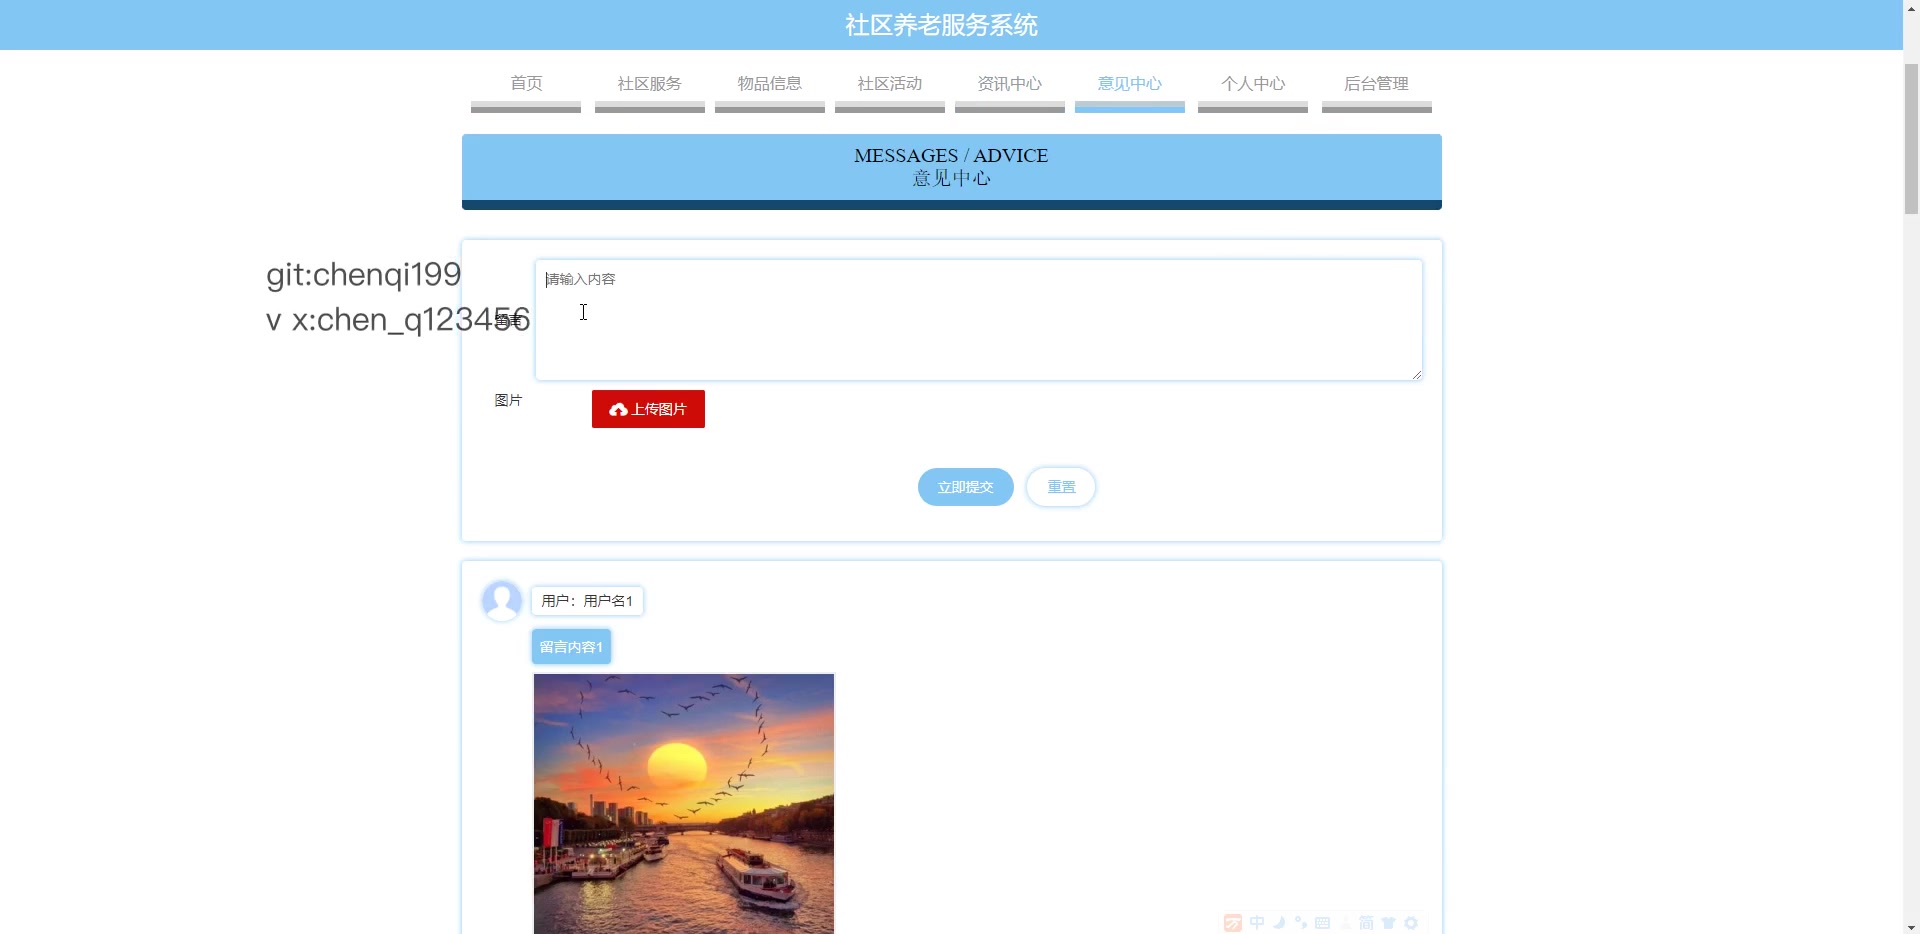 社区养老服务系统
首页 社区服务 物品信息 社区活动 资讯中心 意见中心 个人中心 后台管理
MESSAGES / ADVICE
意见中心
git:chenqi199
v x:chen_q123456
请输入内容
留言
图片
上传图片
立即提交 重置
用户：用户名1
留言内容1
中 简